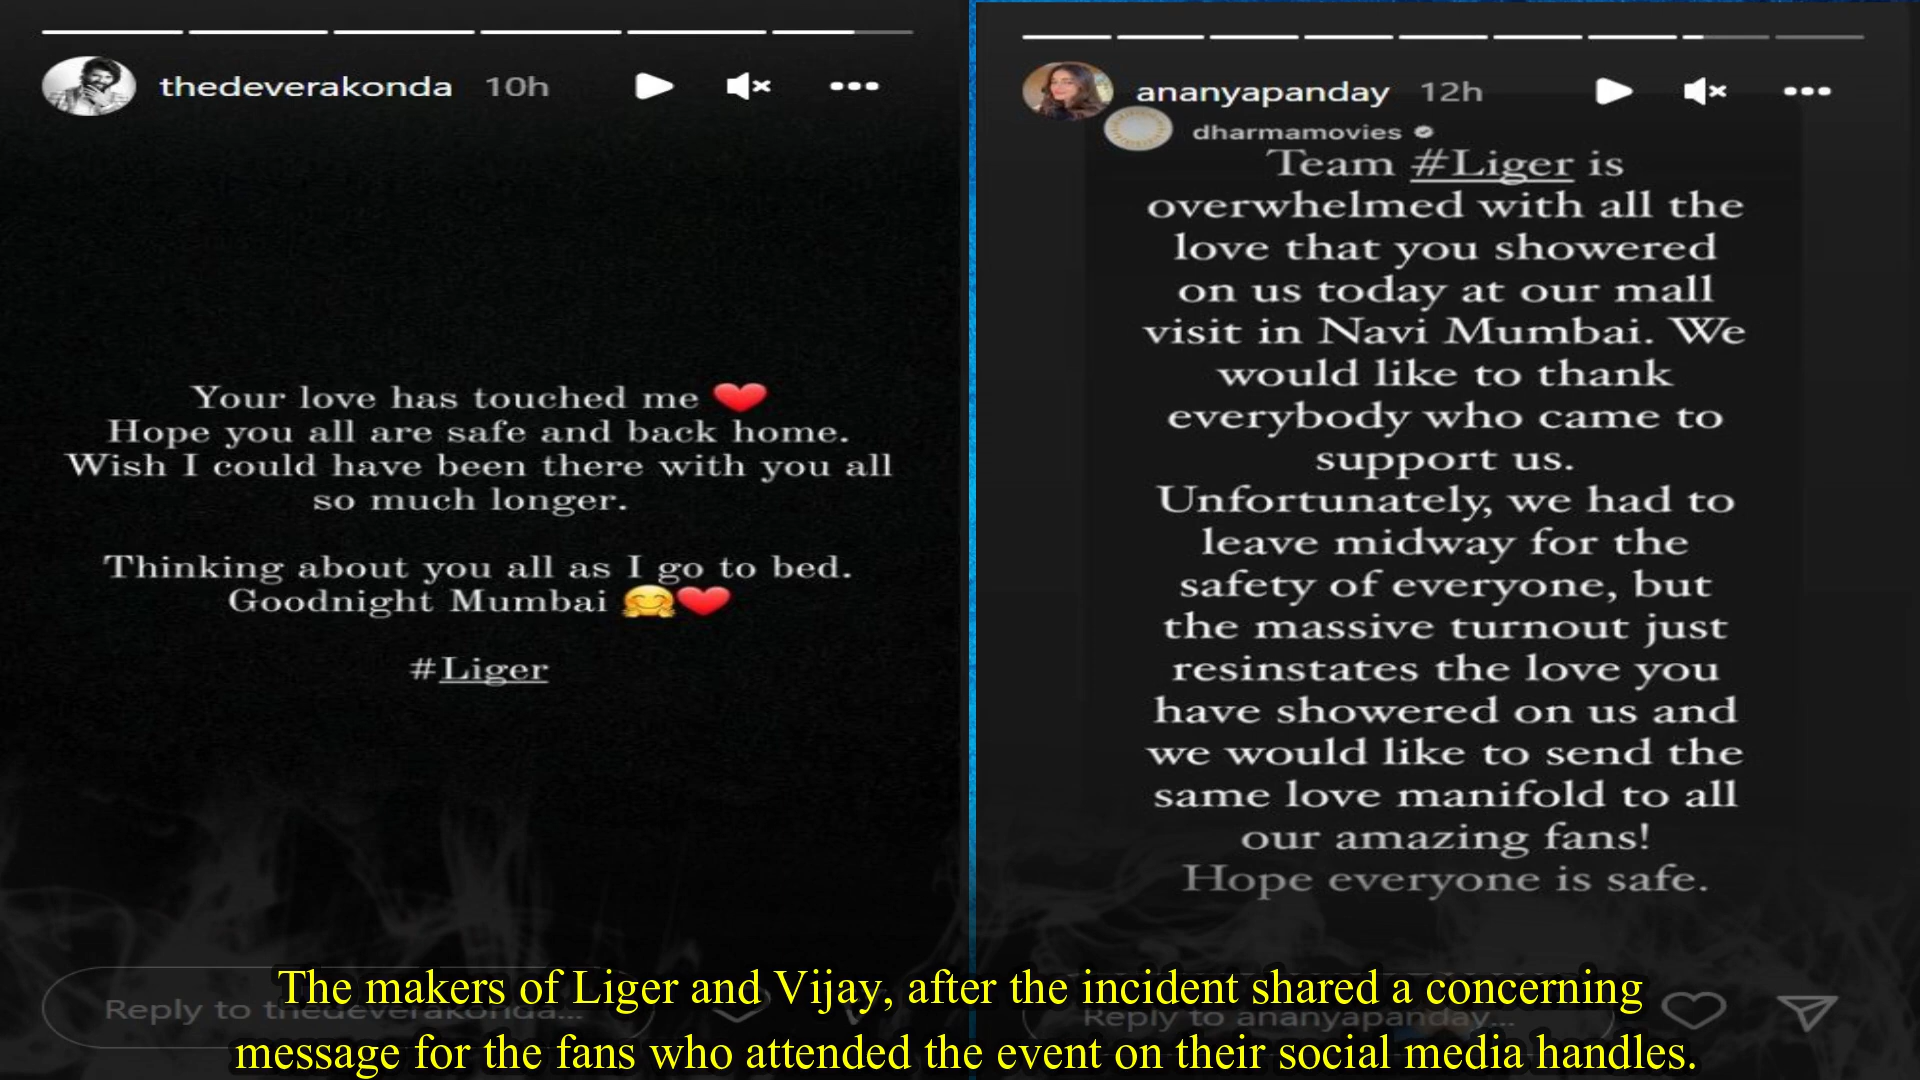 thedeverakonda 10h
Your love has touched me ❤️
Hope you all are safe and back home.
Wish I could have been there with you all
so much longer.
Thinking about you all as I go to bed.
Goodnight Mumbai 🤗❤️
#Liger
Reply to thedeverakonda...
ananyapanday 12h
dharmamovies
Team #Liger is
overwhelmed with all the
love that you showered
on us today at our mall
visit in Navi Mumbai. We
would like to thank
everybody who came to
support us.
Unfortunately, we had to
leave midway for the
safety of everyone, but
the massive turnout just
resinstates the love you
have showered on us and
we would like to send the
same love manifold to all
our amazing fans!
Hope everyone is safe.
Reply to ananyapanday...
The makers of Liger and Vijay, after the incident shared a concerning
message for the fans who attended the event on their social media handles.